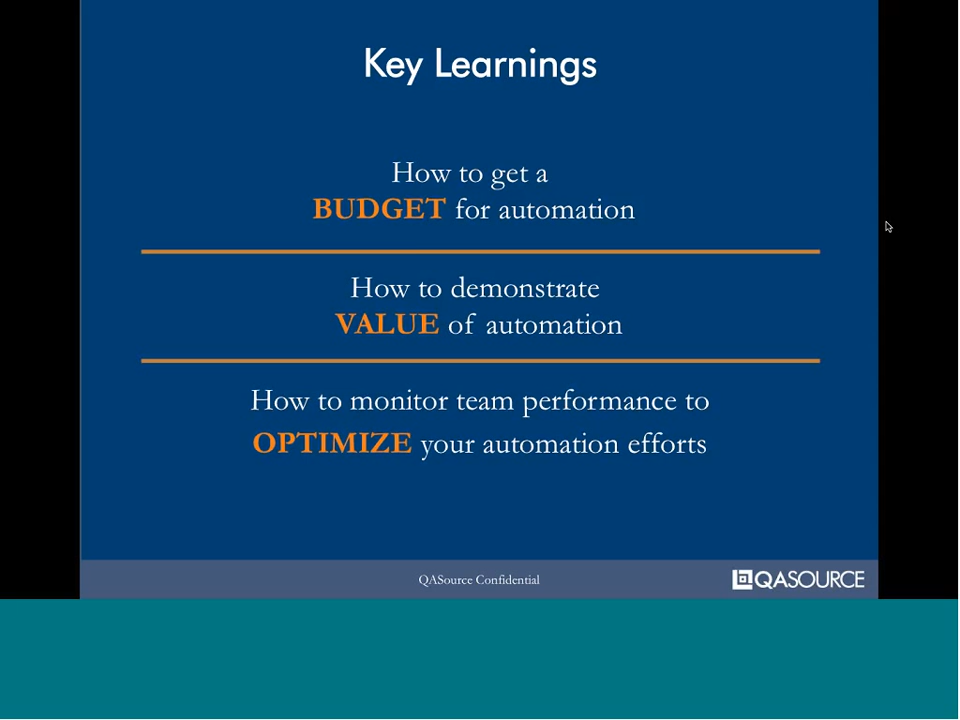 Key Learnings
How to get a
BUDGET for automation
How to demonstrate
VALUE of automation
How to monitor team performance to
OPTIMIZE your automation efforts
QASource Confidential
QASOURCE